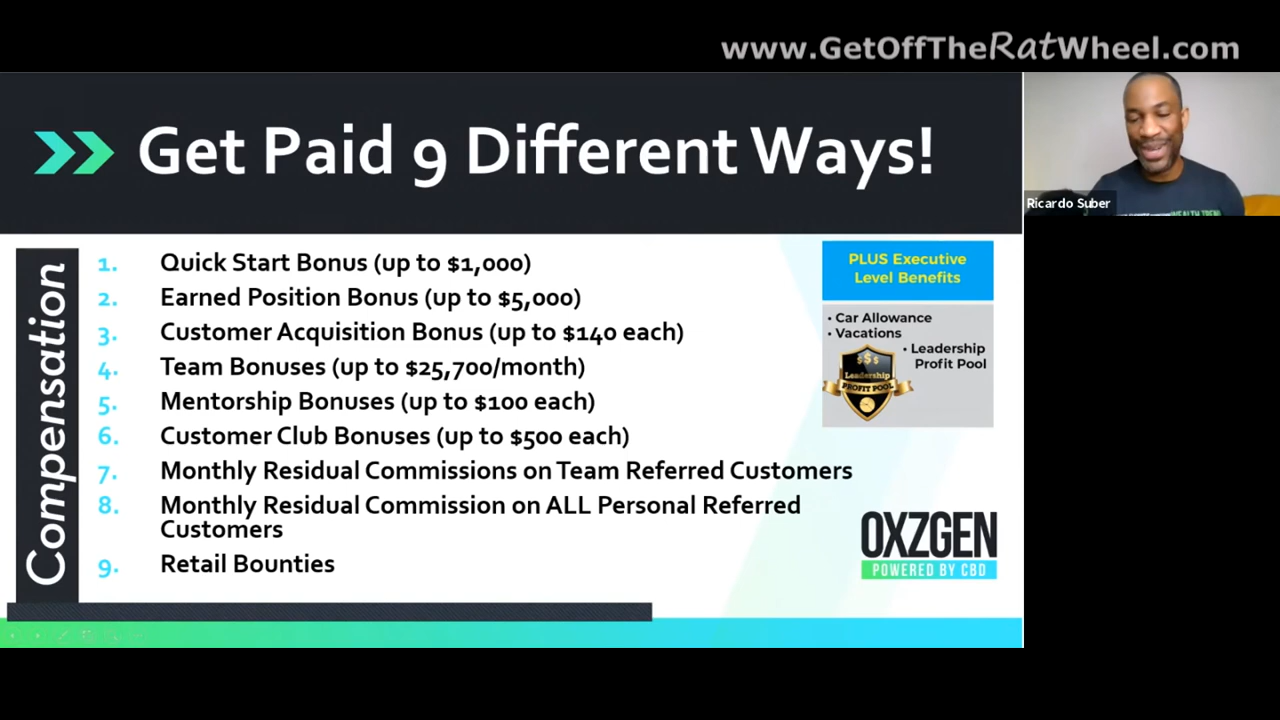 www.GetOffTheRatWheel.com
Get Paid 9 Different Ways!
Ricardo Suber
Compensation
1. Quick Start Bonus (up to $1,000)
2. Earned Position Bonus (up to $5,000)
3. Customer Acquisition Bonus (up to $140 each)
4. Team Bonuses (up to $25,700/month)
5. Mentorship Bonuses (up to $100 each)
6. Customer Club Bonuses (up to $500 each)
7. Monthly Residual Commissions on Team Referred Customers
8. Monthly Residual Commission on ALL Personal Referred
Customers
9. Retail Bounties
PLUS Executive
Level Benefits
• Car Allowance
• Vacations
• Leadership
Profit Pool
$$$
Leadership
PROFIT POOL
OXZGEN
POWERED BY CBD